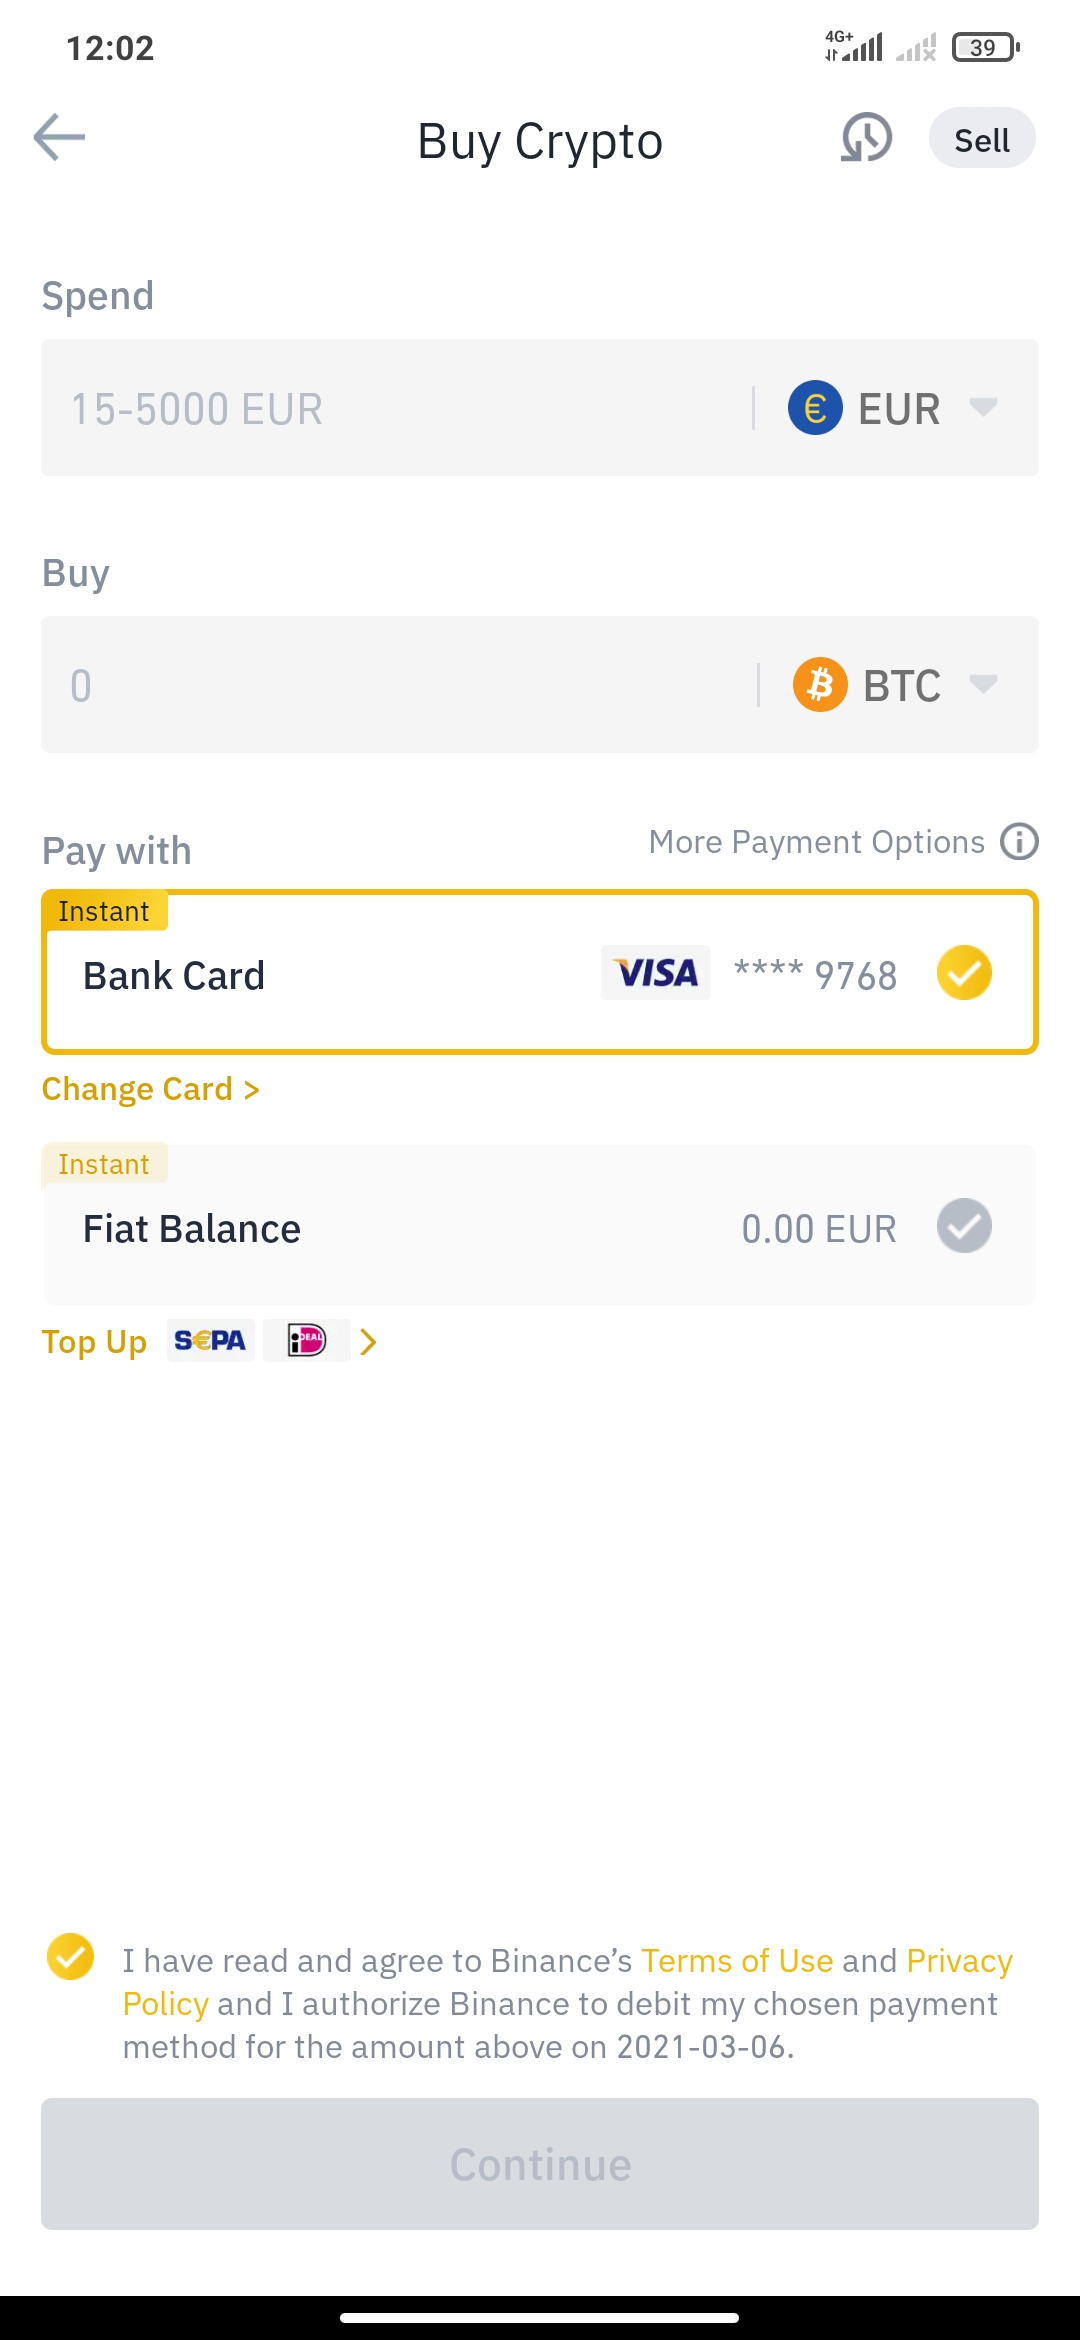 12:02
4G+
39
Buy Crypto
Sell
Spend
15-5000 EUR
€ EUR
Buy
0
BTC
Pay with
More Payment Options
Instant
Bank Card
VISA
**** 9768
Change Card >
Instant
Fiat Balance
0.00 EUR
Top Up
S€PA
iDEAL
I have read and agree to Binance’s Terms of Use and Privacy
Policy and I authorize Binance to debit my chosen payment
method for the amount above on 2021-03-06.
Continue